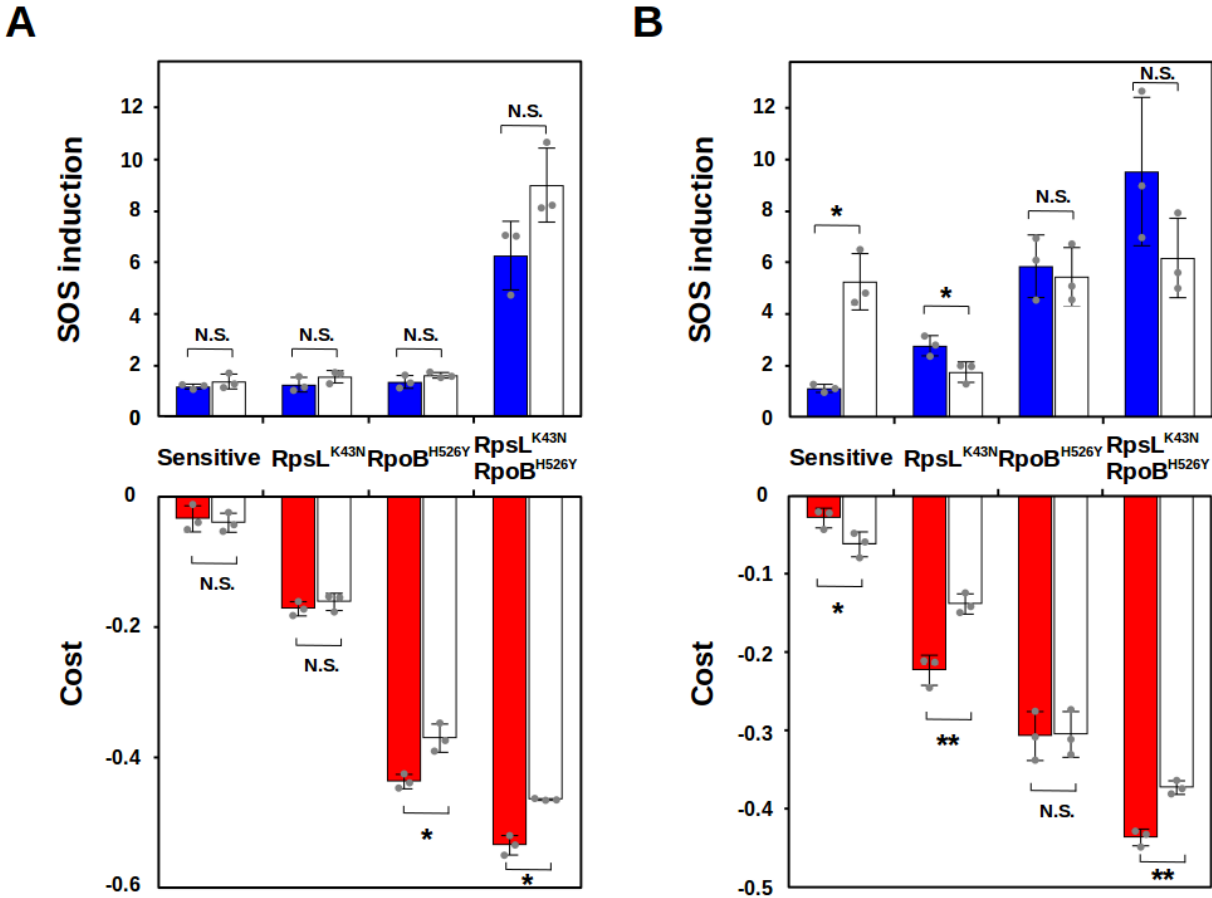 A
SOS induction
12
10
8
6
4
2
0
N.S.
N.S.
N.S.
N.S.
Sensitive
RpsL^K43N
RpoB^H526Y
RpsL^K43N
RpoB^H526Y
Cost
0
-0.2
-0.4
-0.6
N.S.
N.S.
*
*
B
SOS induction
12
10
8
6
4
2
0
*
*
N.S.
N.S.
Sensitive
RpsL^K43N
RpoB^H526Y
RpsL^K43N
RpoB^H526Y
Cost
0
-0.1
-0.2
-0.3
-0.4
-0.5
*
**
N.S.
**